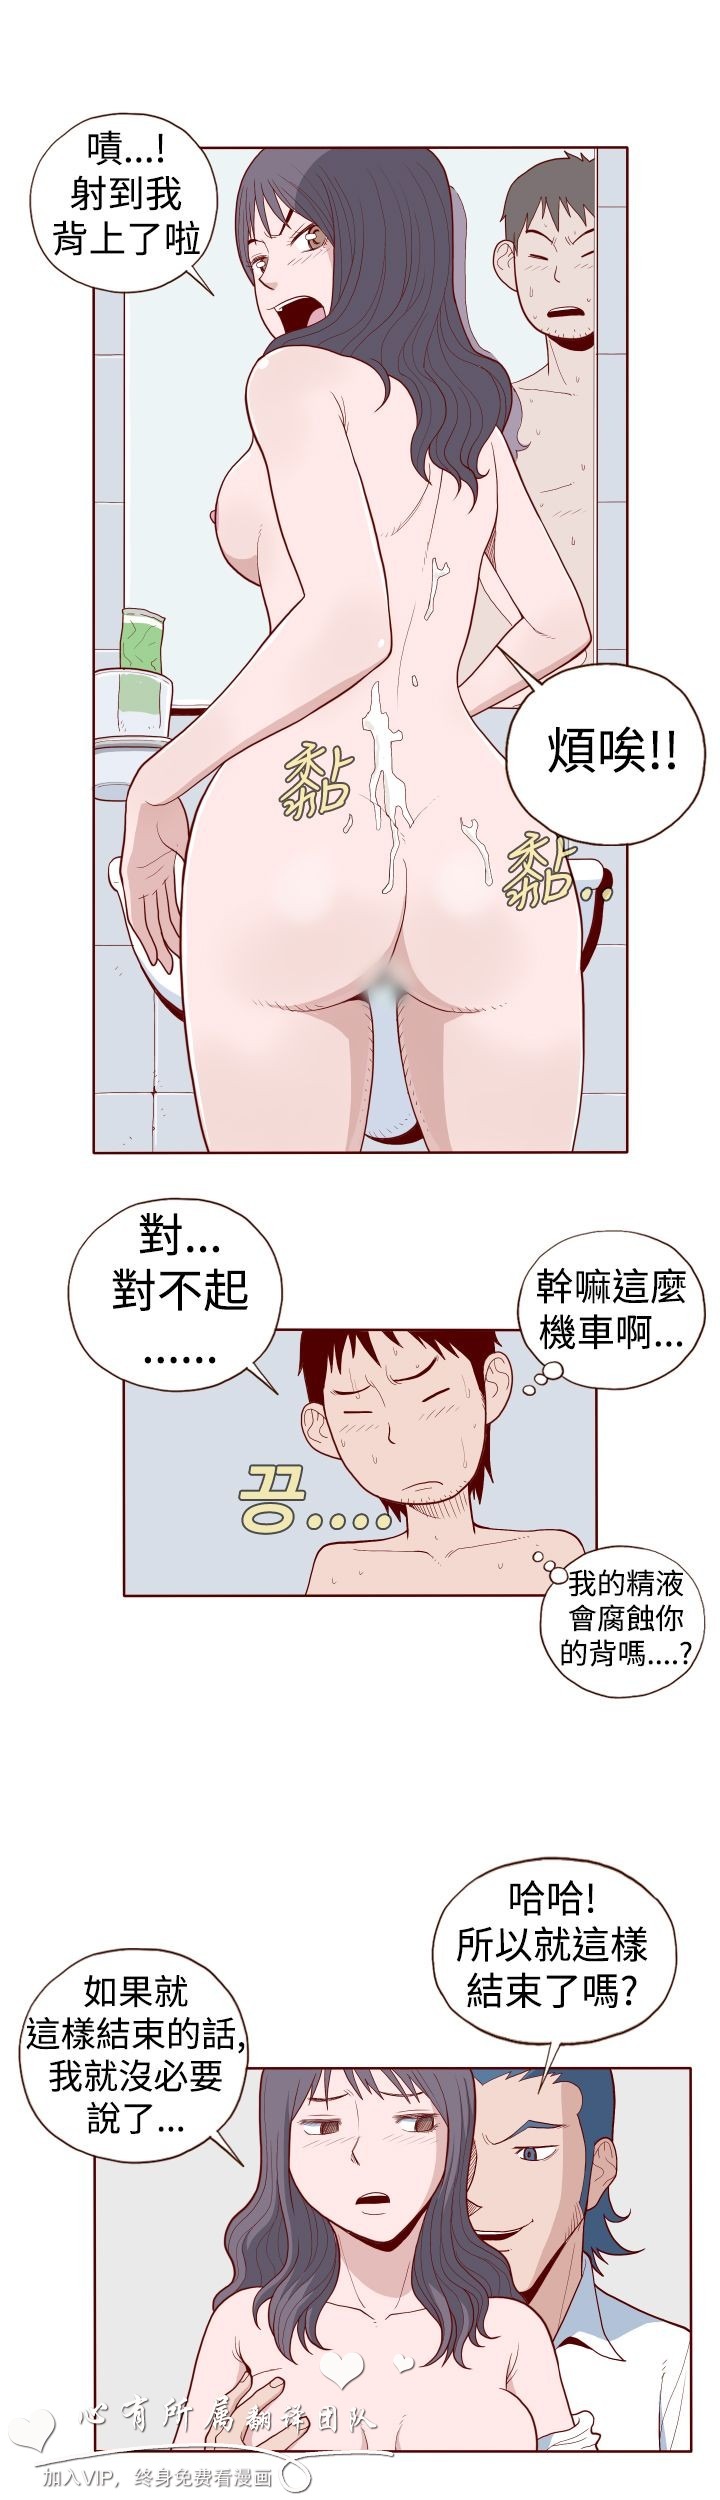 嘖...!
射到我
背上了啦
煩唉!!
對...
對不起
......
幹嘛這麼
機車啊...
끙....
我的精液
會腐蝕你
的背嗎....?
哈哈!
所以就這樣
結束了嗎?
如果就
這樣結束的話,
我就沒必要
說了...
心有所属翻译团队
加入VIP，终身免费看漫画